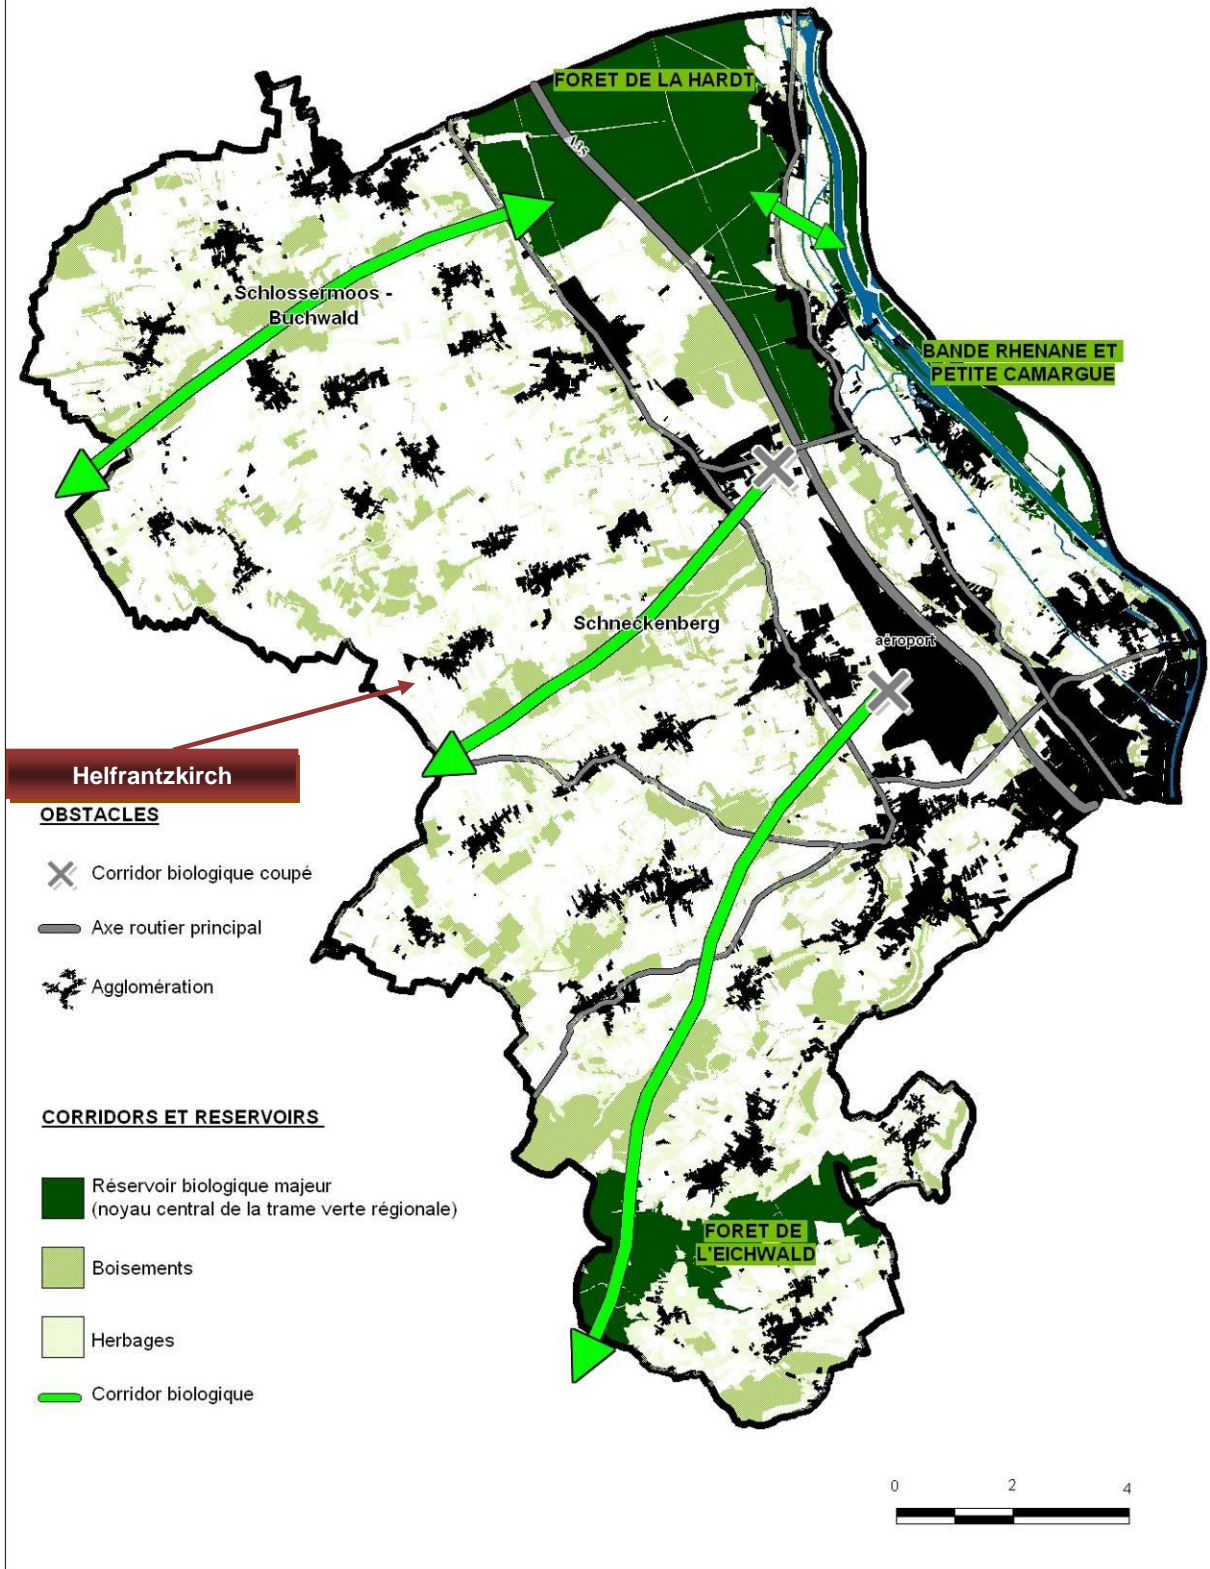 FORET DE LA HARDT
A35
Schlossermoos -
Buchwald
BANDE RHENANE ET
PETITE CAMARGUE
Schneckenberg
aéroport
Helfrantzkirch
OBSTACLES
Corridor biologique coupé
Axe routier principal
Agglomération
CORRIDORS ET RESERVOIRS
Réservoir biologique majeur
(noyau central de la trame verte régionale)
FORET DE
L'EICHWALD
Boisements
Herbages
Corridor biologique
0 2 4